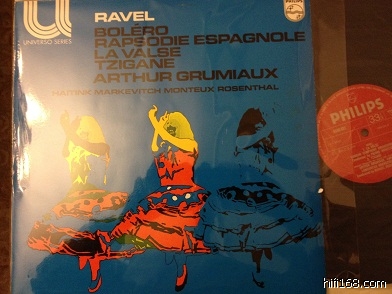 UNIVERSO SERIES
RAVEL
BOLÉRO
RAPSODIE ESPAGNOLE
LA VALSE
TZIGANE
ARTHUR GRUMIAUX
HAITINK MARKEVITCH MONTEUX ROSENTHAL
PHILIPS
PHILIPS
33
hifi168.com